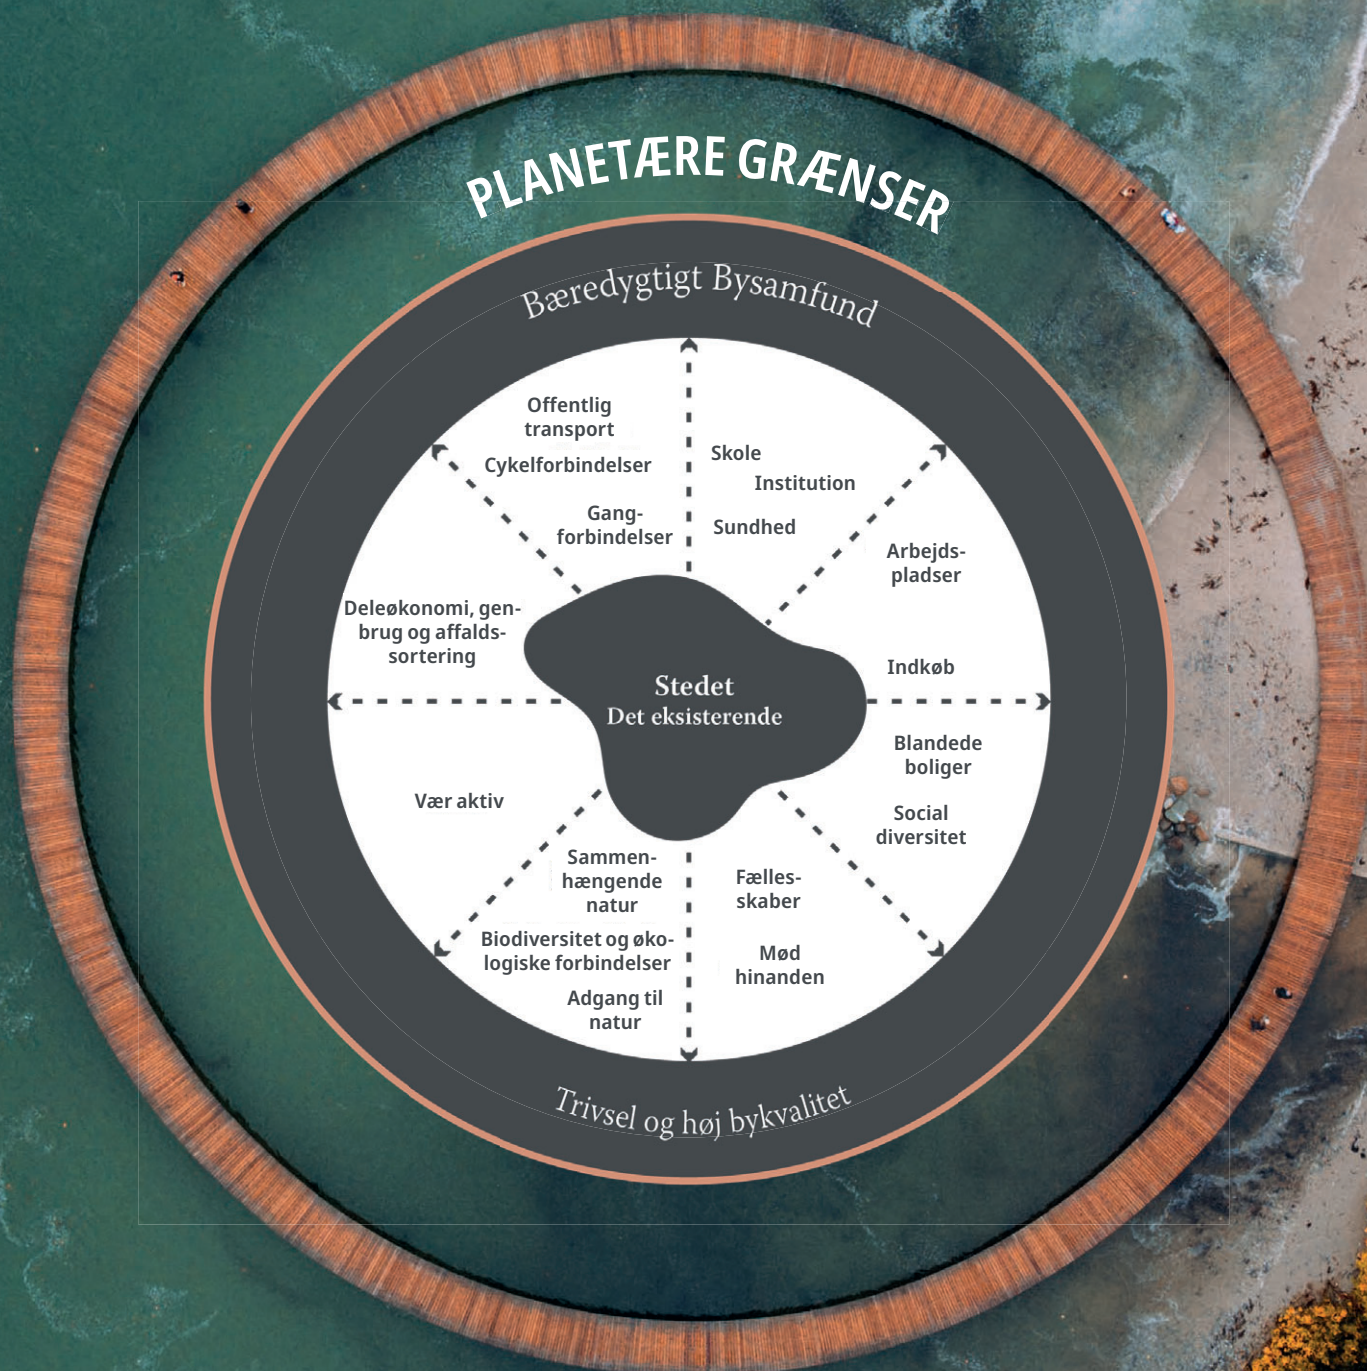 PLANETÆRE GRÆNSER
Bæredygtigt Bysamfund
Offentlig
transport
Cykelforbindelser
Gang-
forbindelser
Skole
Institution
Sundhed
Arbejds-
pladser
Indkøb
Deleøkonomi, gen-
brug og affalds-
sortering
Stedet
Det eksisterende
Blandede
boliger
Social
diversitet
Vær aktiv
Sammen-
hængende
natur
Biodiversitet og øko-
logiske forbindelser
Adgang til
natur
Fælles-
skaber
Mød
hinanden
Trivsel og høj bykvalitet